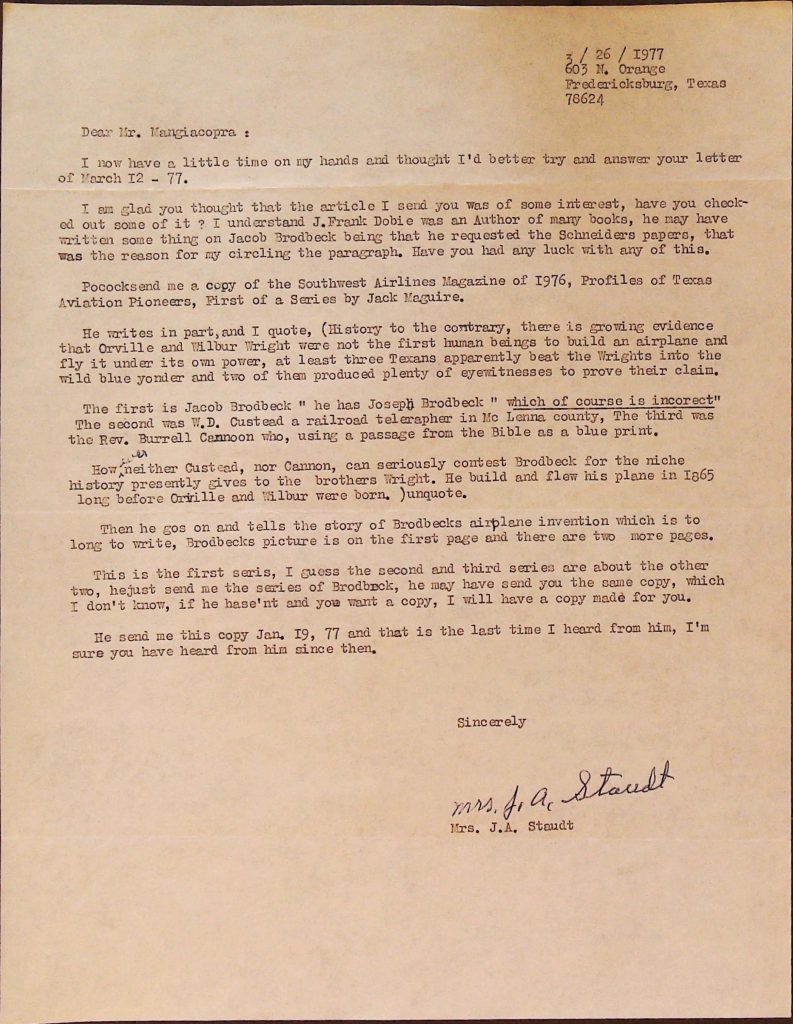 3/ 26 / 1977
603 N. Orange
Fredericksburg, Texas
78624
Dear Mr. Mangiacopra :
I now have a little time on my hands and thought I'd better try and answer your letter
of March 12 - 77.
I am glad you thought that the article I send you was of some interest, have you check-
ed out some of it ? I understand J.Frank Dobie was an Author of many books, he may have
written some thing on Jacob Brodbeck being that he requested the Schneiders papers, that
was the reason for my circling the paragraph. Have you had any luck with any of this.
Pococksend me a copy of the Southwest Airlines Magazine of 1976, Profiles of Texas
Aviation Pioneers, First of a Series by Jack Maguire.
He writes in part,and I quote, (History to the contrary, there is growing evidence
that Orville and Wilbur Wright were not the first human beings to build an airplane and
fly it under its own power, at least three Texans apparently beat the Wrights into the
wild blue yonder and two of them produced plenty of eyewitnesses to prove their claim.
The first is Jacob Brodbeck " he has Joseph Brodbeck " which of course is incorect"
The second was W.D. Custead a railroad telerapher in Mc Lenna county, The third was
the Rev. Burrell Cannoon who, using a passage from the Bible as a blue print.
How ever neither Custead, nor Cannon, can seriously contest Brodbeck for the niche
history presently gives to the brothers Wright. He build and flew his plane in 1865
long before Orville and Wilbur were born. )unquote.
Then he gos on and tells the story of Brodbecks airplane invention which is to
long to write, Brodbecks picture is on the first page and there are two more pages.
This is the first seris, I guess the second and third series are about the other
two, hejust send me the series of Brodbeck, he may have send you the same copy, which
I don't know, if he hase'nt and you want a copy, I will have a copy made for you.
He send me this copy Jan. 19, 77 and that is the last time I heard from him, I'm
sure you have heard from him since then.
Sincerely
Mrs. J. A. Staudt
Mrs. J.A. Staudt